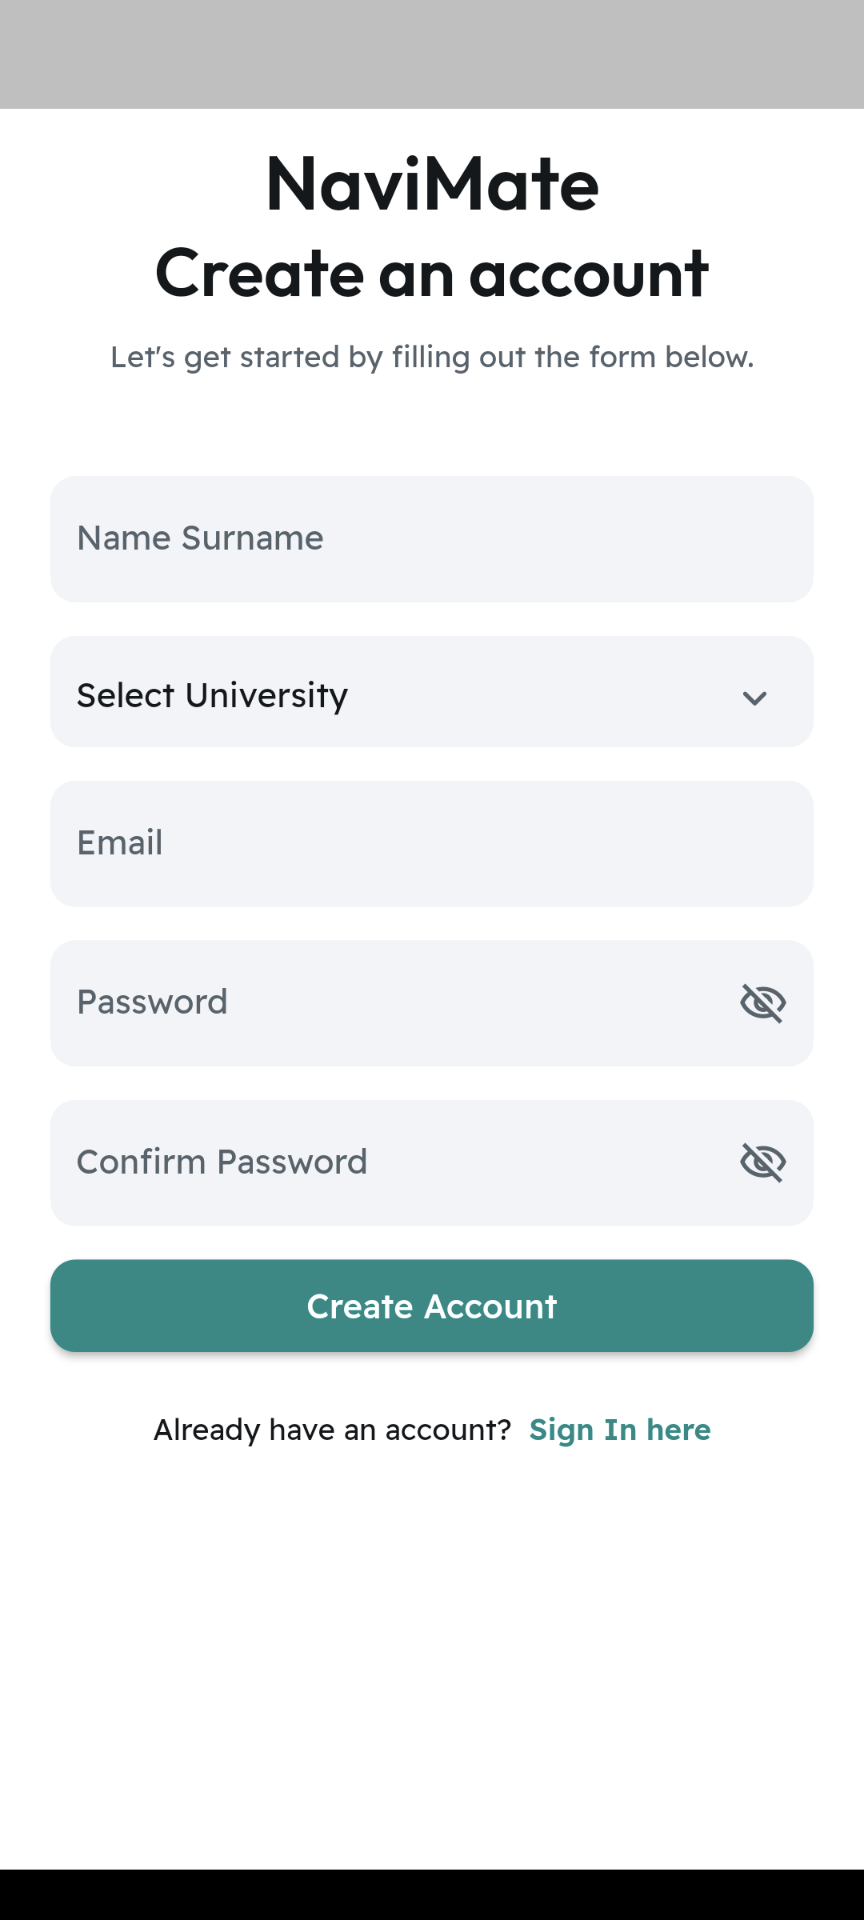 NaviMate
Create an account
Let's get started by filling out the form below.
Name Surname
Select University
Email
Password
Confirm Password
Create Account
Already have an account? Sign In here